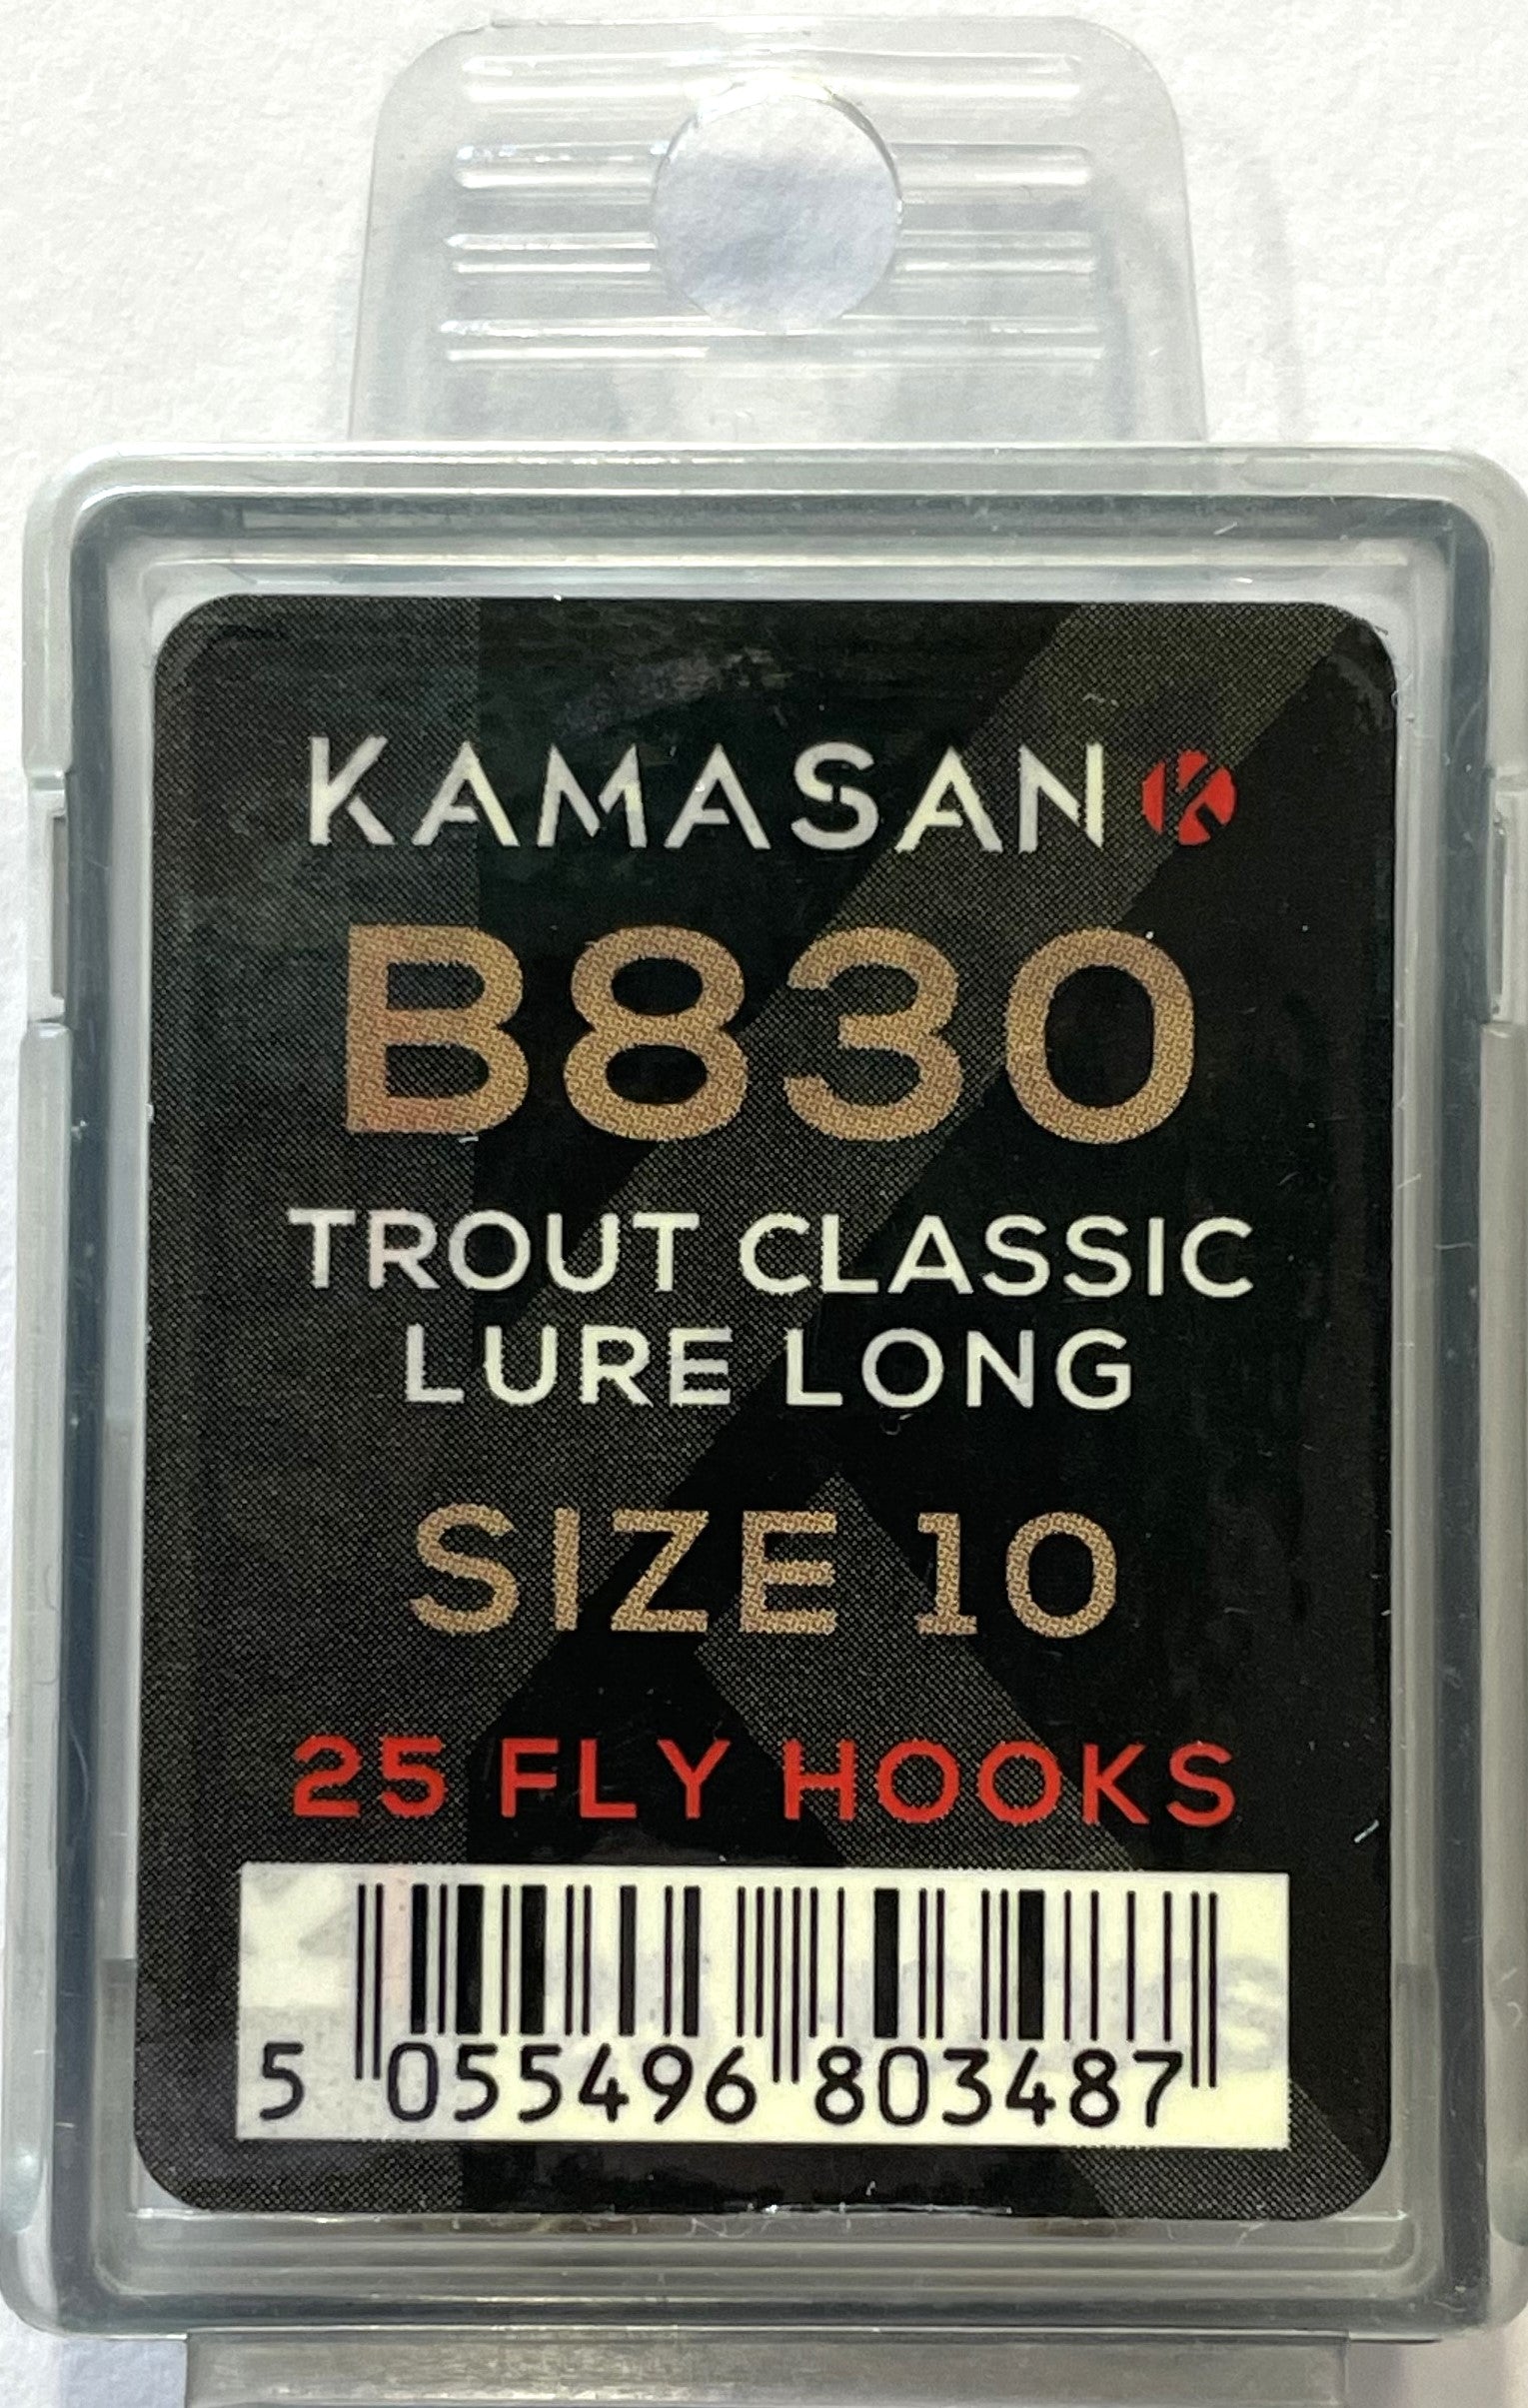 KAMASAN
B830
TROUT CLASSIC
LURE LONG
SIZE 10
25 FLY HOOKS
5 055496 803487